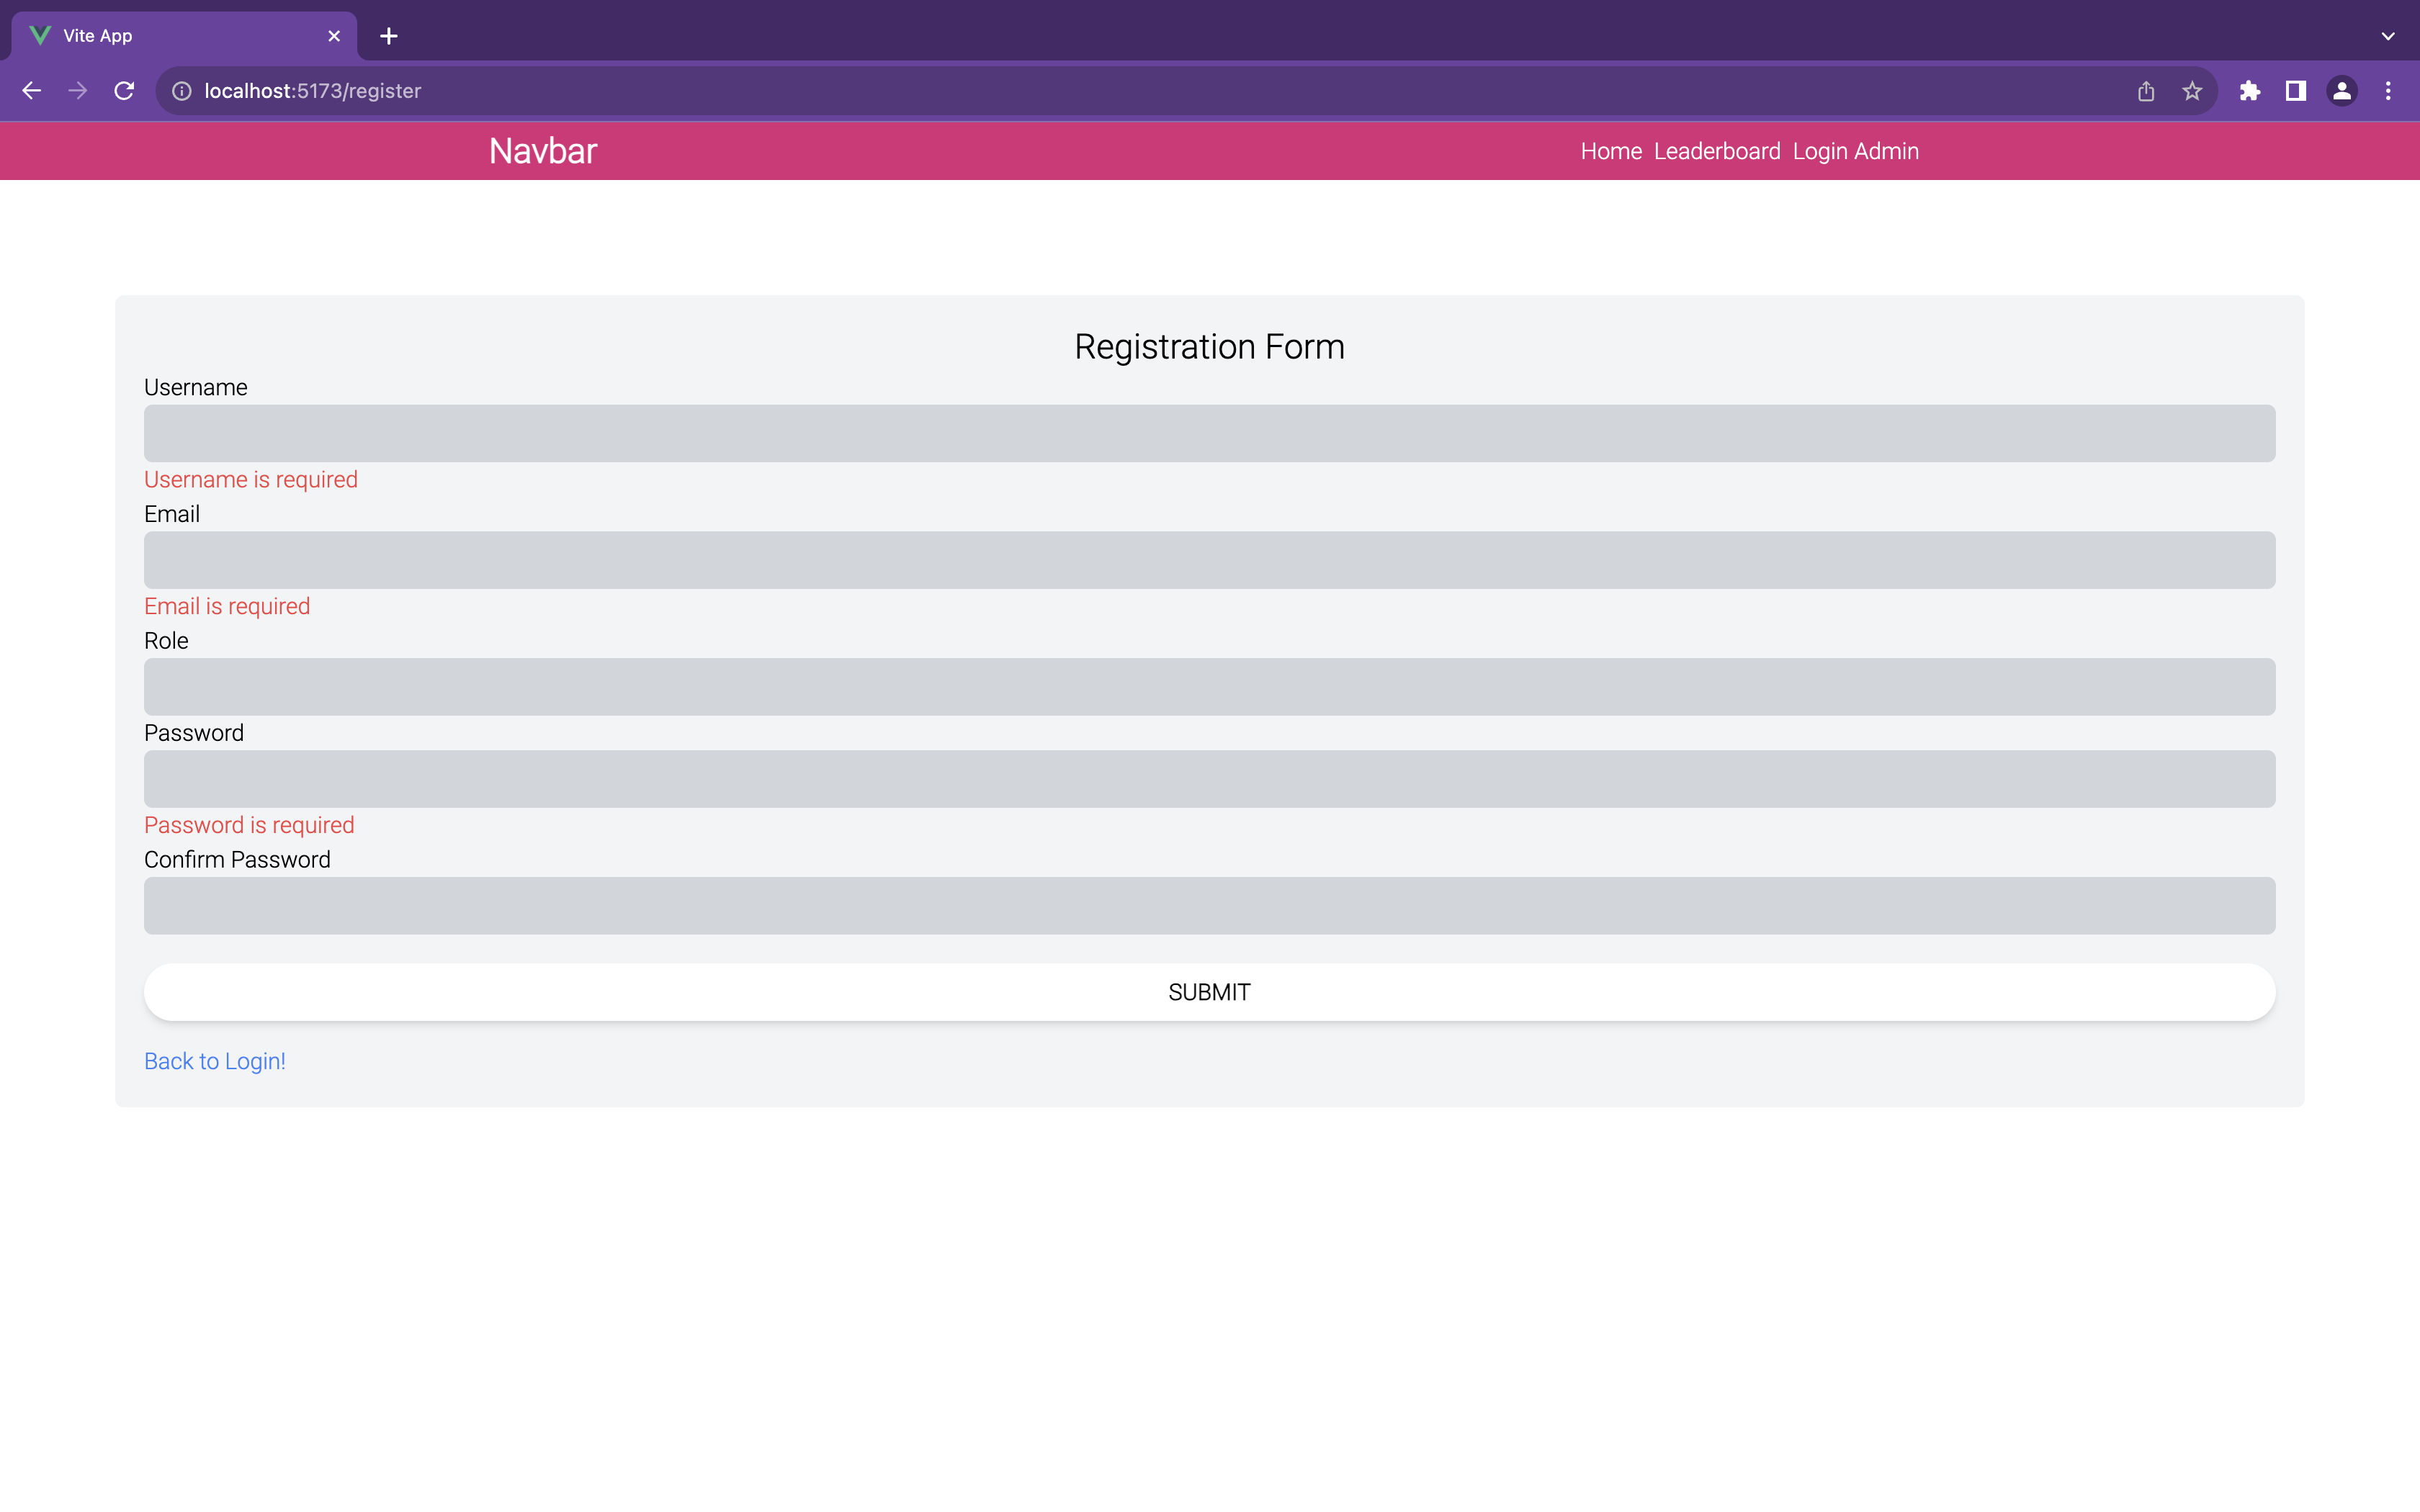 Vite App
localhost:5173/register
Navbar
Home Leaderboard Login Admin
Registration Form
Username
Username is required
Email
Email is required
Role
Password
Password is required
Confirm Password
SUBMIT
Back to Login!